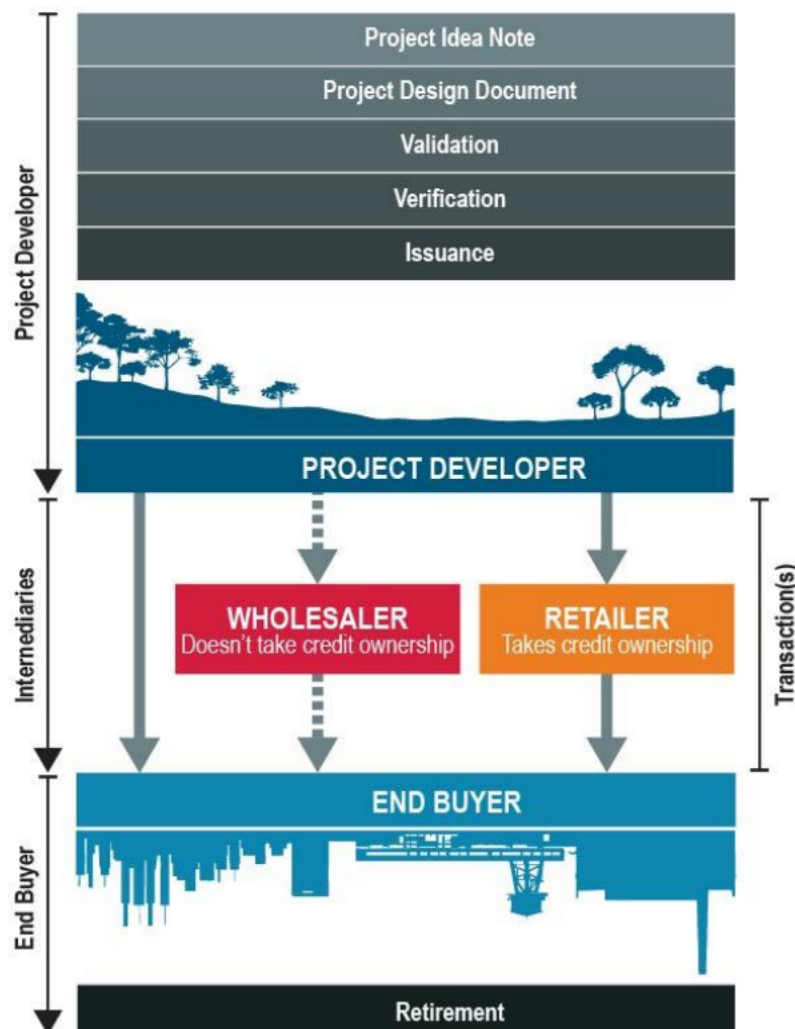 Project Idea Note
Project Design Document
Validation
Verification
Issuance
Project Developer
PROJECT DEVELOPER
Internediaries
WHOLESALER
Doesn't take credit ownership
RETAILER
Takes credit ownership
Transaction(s)
END BUYER
End Buyer
Retirement